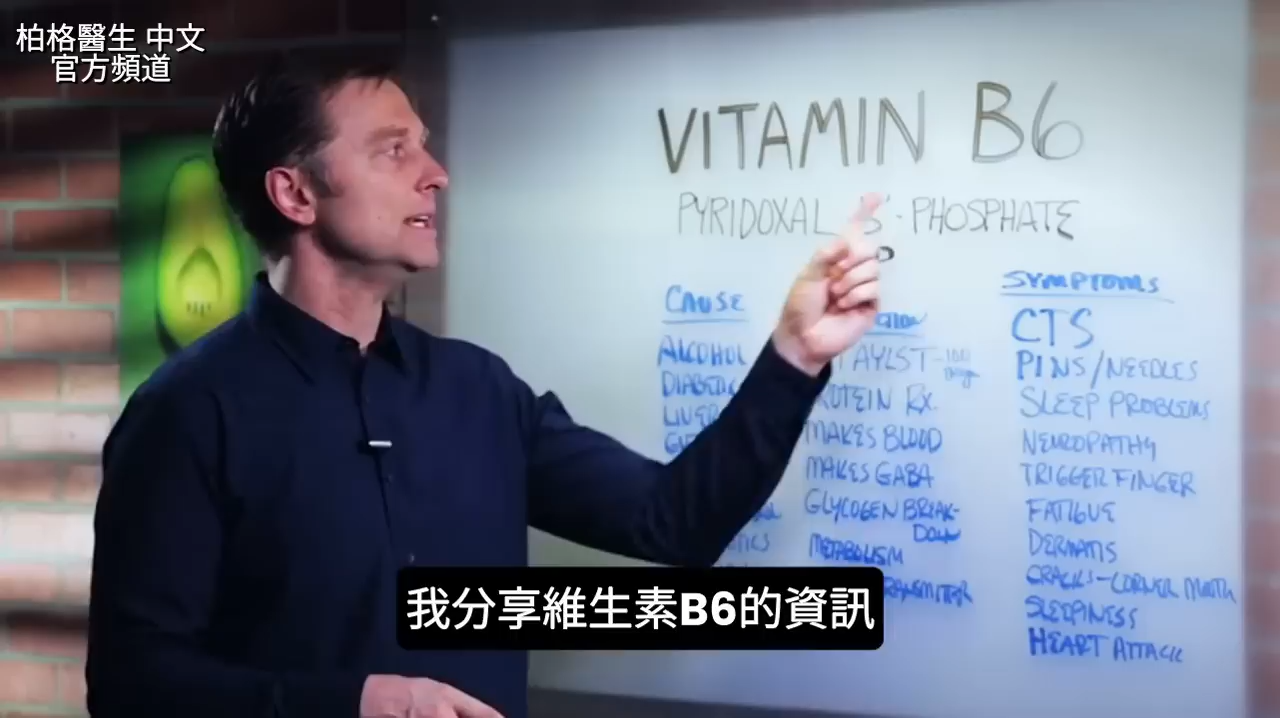 柏格醫生 中文
官方頻道
VITAMIN B6
PYRIDOXAL 5'-PHOSPHATE
CAUSE
ALCOHOL
LIVER
MAKES BLOOD
MAKES GABA
GLYCOGEN BREAK-
DOWN
METABOLISM
SYMPTOMS
CTS
PINS/NEEDLES
SLEEP PROBLEMS
NEUROPATHY
TRIGGER FINGER
FATIGUE
DERMATIS
CRACKS-CORNER MOUTH
SLEEPINESS
HEART ATTACK
我分享維生素B6的資訊